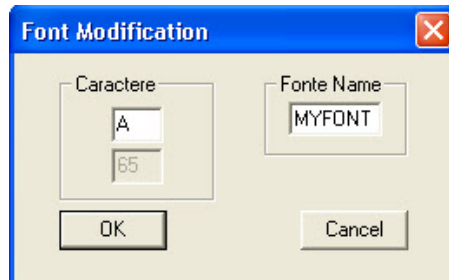 Font Modification
Caractere
A
65
Fonte Name
MYFONT
OK
Cancel